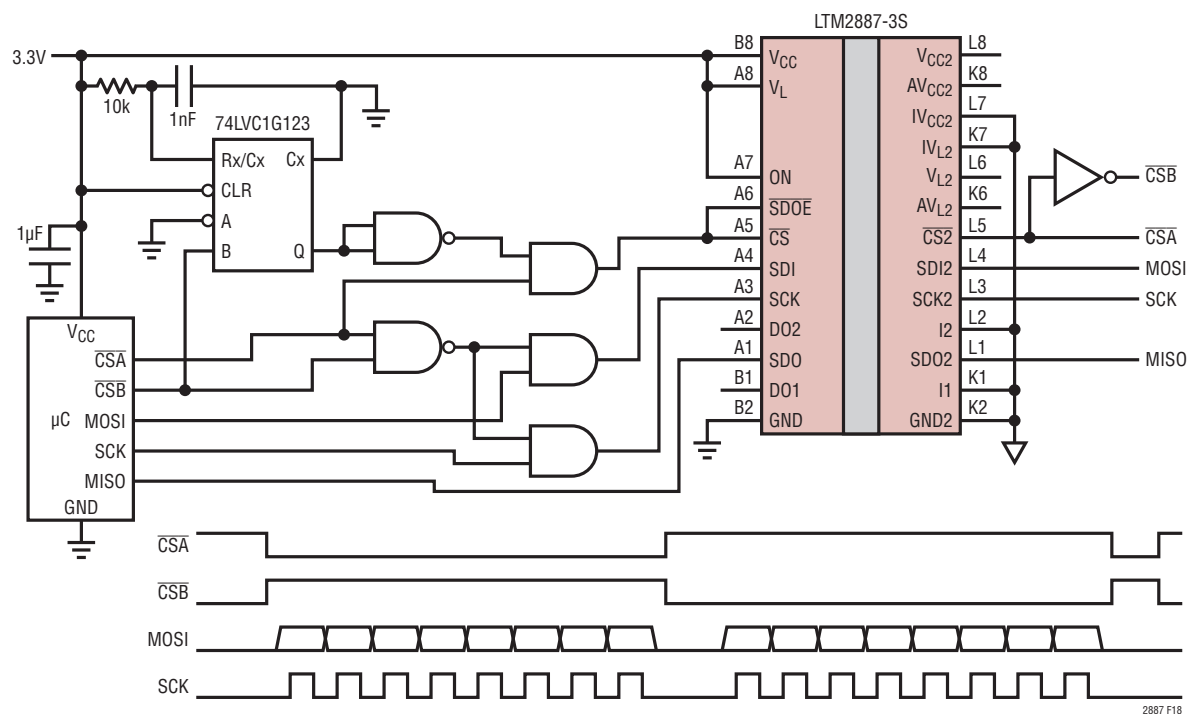 LTM2887-3S
3.3V
10k
1nF
74LVC1G123
Rx/Cx
Cx
CLR
A
B
Q
1µF
VCC
CSA
CSB
µC
MOSI
SCK
MISO
GND
B8
A8
A7
A6
A5
A4
A3
A2
A1
B1
B2
VCC
VL
ON
SDOE
CS
SDI
SCK
DO2
SDO
DO1
GND
VCC2
AVCC2
IVCC2
IVL2
VL2
AVL2
CS2
SDI2
SCK2
I2
SDO2
I1
GND2
L8
K8
L7
K7
L6
K6
L5
L4
L3
L2
L1
K1
K2
CSB
CSA
MOSI
SCK
MISO
CSA
CSB
MOSI
SCK
2887 F18